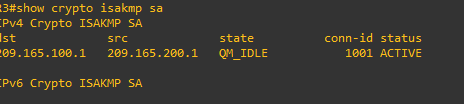 R3#show crypto isakmp sa
IPv4 Crypto ISAKMP SA
dst src state conn-id status
209.165.100.1 209.165.200.1 QM_IDLE 1001 ACTIVE
IPv6 Crypto ISAKMP SA